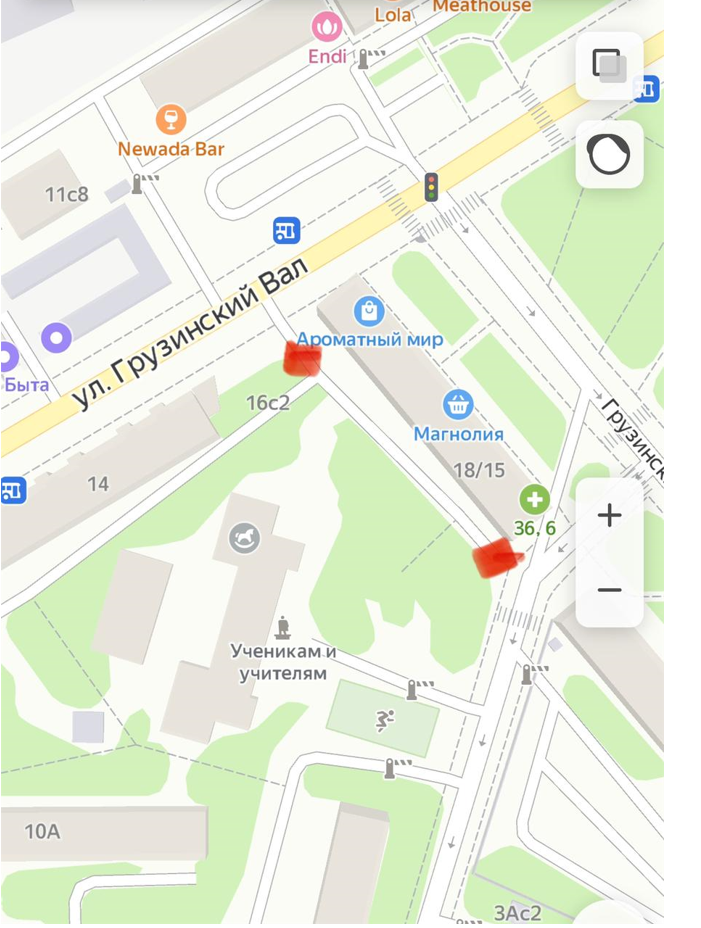 Meathouse
Lola
Endi
Newada Bar
11с8
ул. Грузинский Вал
Ароматный мир
Быта
16с2
Грузинск
Магнолия
18/15
14
36,6
Ученикам и
учителям
10А
3Ас2